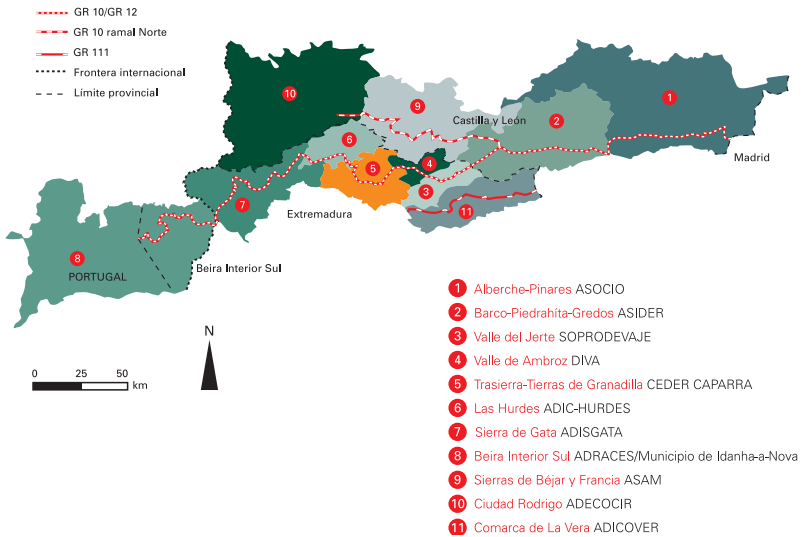 GR 10/GR 12
GR 10 ramal Norte
GR 111
Frontera internacional
Límite provincial
10
9
1
Castilla y León
2
6
4
Madrid
5
3
7
Extremadura
11
8
Beira Interior Sul
PORTUGAL
N
0 25 50
km
1 Alberche-Pinares ASOCIO
2 Barco-Piedrahíta-Gredos ASIDER
3 Valle del Jerte SOPRODEVAJE
4 Valle de Ambroz DIVA
5 Trasierra-Tierras de Granadilla CEDER CAPARRA
6 Las Hurdes ADIC-HURDES
7 Sierra de Gata ADISGATA
8 Beira Interior Sul ADRACES/Municipio de Idanha-a-Nova
9 Sierras de Béjar y Francia ASAM
10 Ciudad Rodrigo ADECOCIR
11 Comarca de La Vera ADICOVER